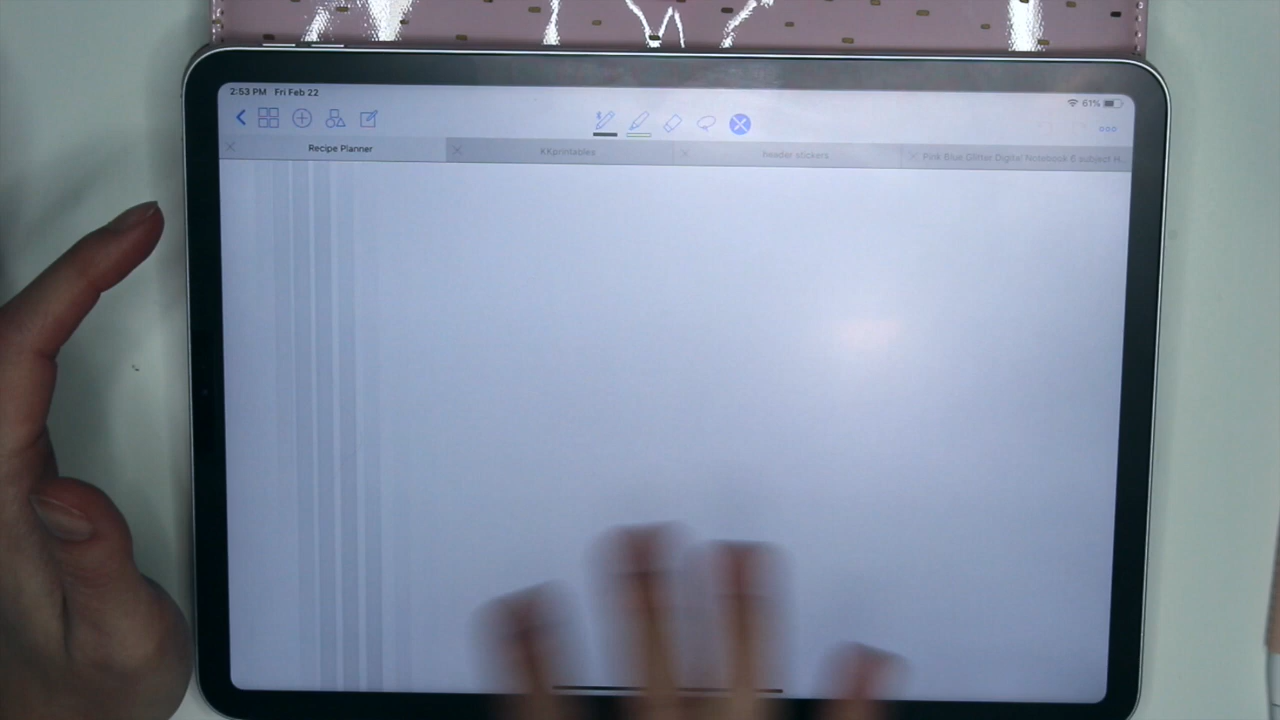 2:53 PM Fri Feb 22
61%
Recipe Planner
KKprintables
header stickers
Pink Blue Glitter Digital Notebook 6 subject H...